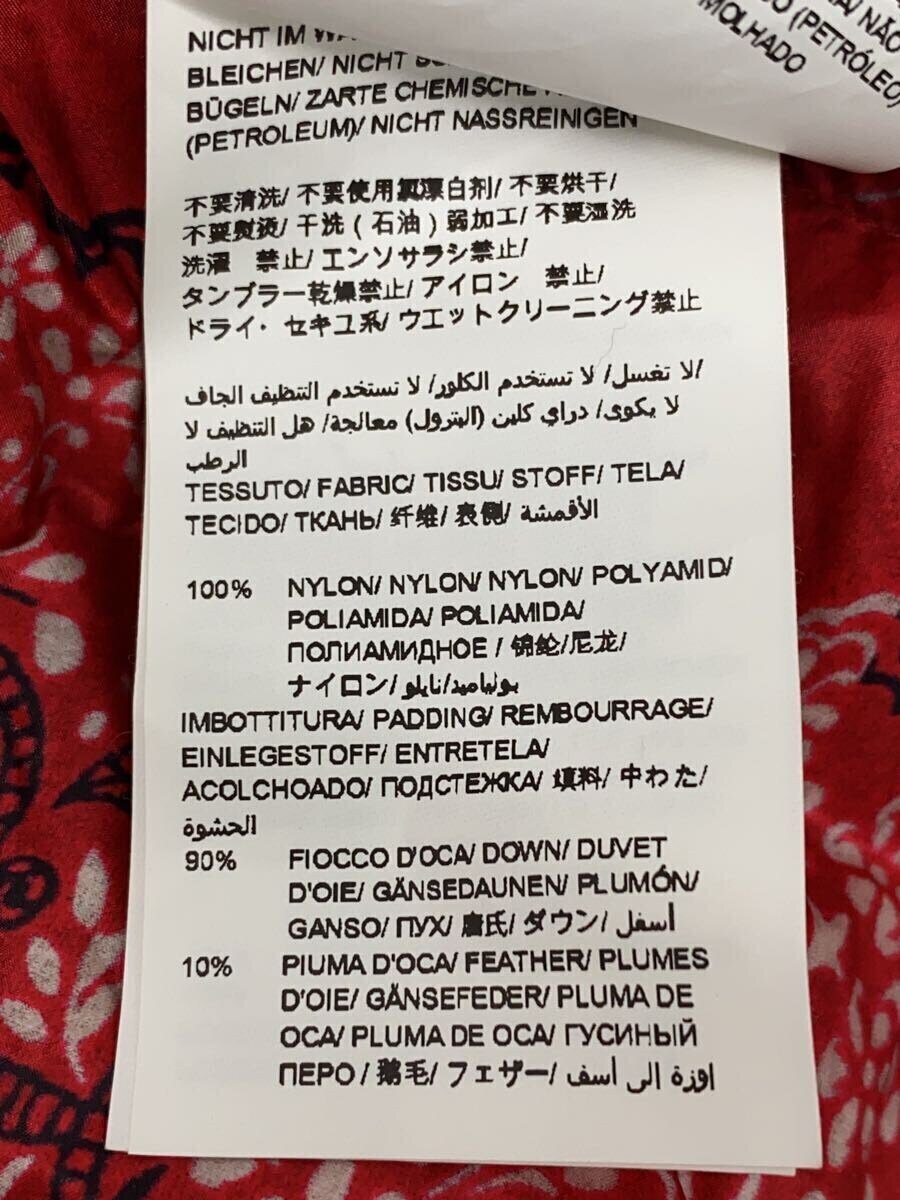 NÃO
(PETRÓLEO)
MOLHADO
NICHT IM
BLEICHEN/ NICHT
BÜGELN/ ZARTE CHEMISCHE
(PETROLEUM)/ NICHT NASSREINIGEN
不要清洗/ 不要使用氯漂白剂/ 不要烘干/
不要熨烫/ 干洗 ( 石油 ) 弱加工/ 不要湿洗
洗濯 禁止/ エンソサラシ禁止/
タンブラー乾燥禁止/ アイロン 禁止/
ドライ・セキユ系/ ウエットクリーニング禁止
/لا تغسل/ لا تستخدم الكلور/ لا تستخدم التنظيف الجاف
لا يكوى/ دراي كلين (البترول) معالجة/ هل التنظيف لا
الرطب
TESSUTO/ FABRIC/ TISSU/ STOFF/ TELA/
TECIDO/ ТКАНЬ/ 纤维/ 表側/ الأقمشة
100% NYLON/ NYLON/ NYLON/ POLYAMID/
POLIAMIDA/ POLIAMIDA/
ПОЛИАМИДНОЕ / 锦纶/尼龙/
ナイロン/ بولياميد/نايلو
IMBOTTITURA/ PADDING/ REMBOURRAGE/
EINLEGESTOFF/ ENTRETELA/
ACOLCHOADO/ ПОДСТЕЖКА/ 填料/ 中わた/
الحشوة
90% FIOCCO D'OCA/ DOWN/ DUVET
D'OIE/ GÄNSEDAUNEN/ PLUMÓN/
GANSO/ ПУХ/ 唐氏/ ダウン/ أسفل
10% PIUMA D'OCA/ FEATHER/ PLUMES
D'OIE/ GÄNSEFEDER/ PLUMA DE
OCA/ PLUMA DE OCA/ ГУСИНЫЙ
ПЕРО / 鹅毛/ フェザー/ اوزة الى أسف